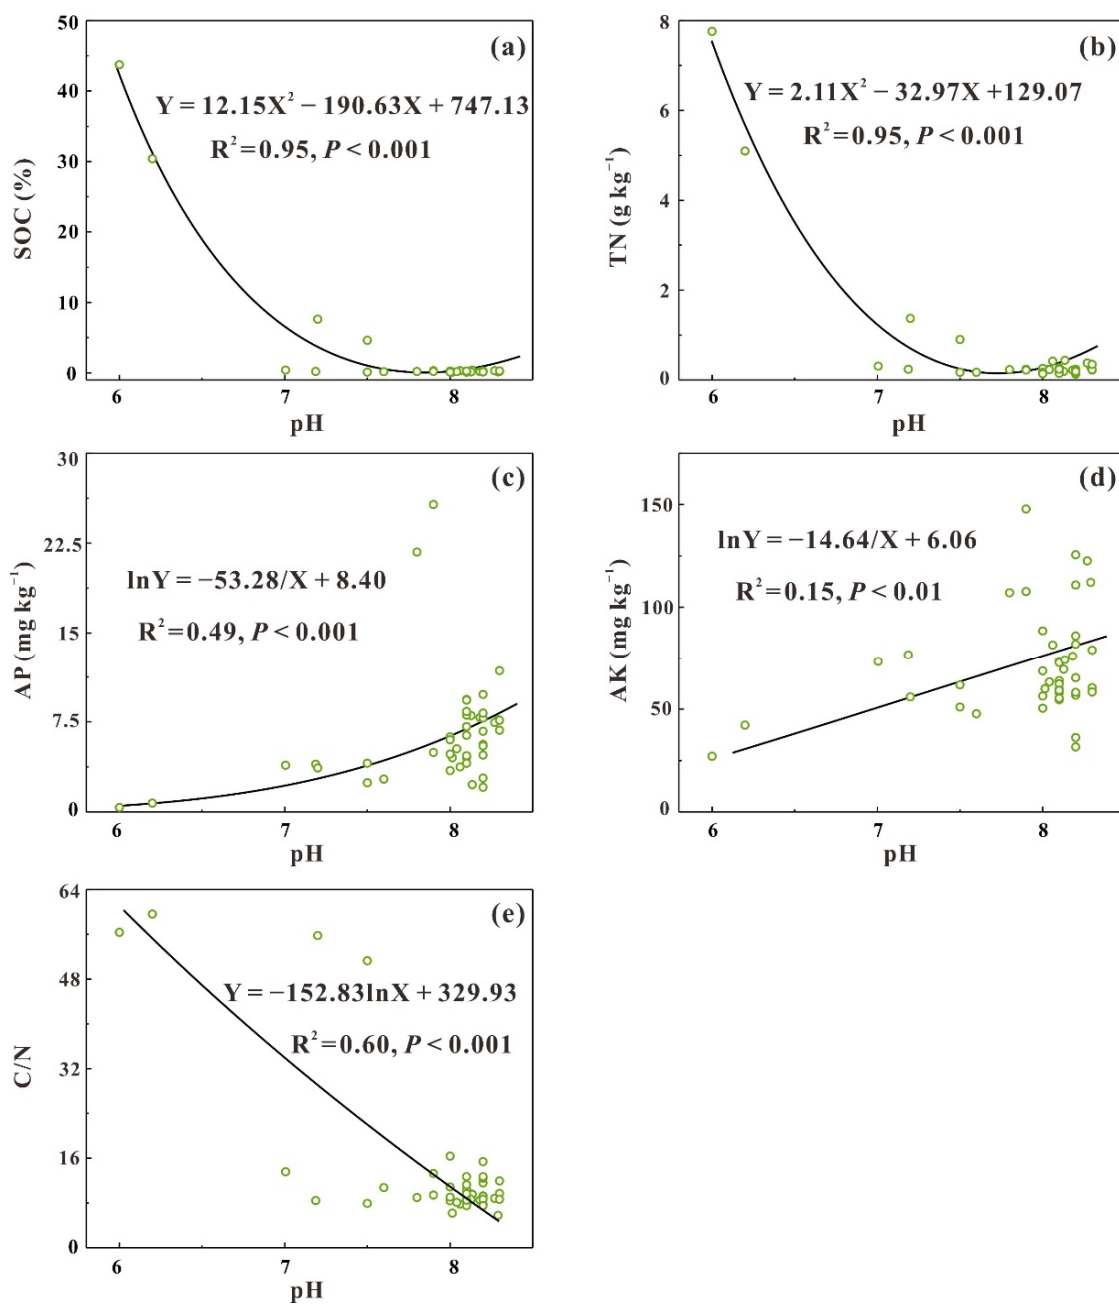 (a)
Y = 12.15X² − 190.63X + 747.13
R² = 0.95, P < 0.001
SOC (%)
50
40
30
20
10
0
6
7
8
pH
(b)
Y = 2.11X² − 32.97X +129.07
R² = 0.95, P < 0.001
TN (g kg⁻¹)
8
6
4
2
0
6
7
8
pH
(c)
lnY = −53.28/X + 8.40
R² = 0.49, P < 0.001
AP (mg kg⁻¹)
30
22.5
15
7.5
0
6
7
8
pH
(d)
lnY = −14.64/X + 6.06
R² = 0.15, P < 0.01
AK (mg kg⁻¹)
150
100
50
0
6
7
8
pH
(e)
Y = −152.83lnX + 329.93
R² = 0.60, P < 0.001
C/N
64
48
32
16
0
6
7
8
pH